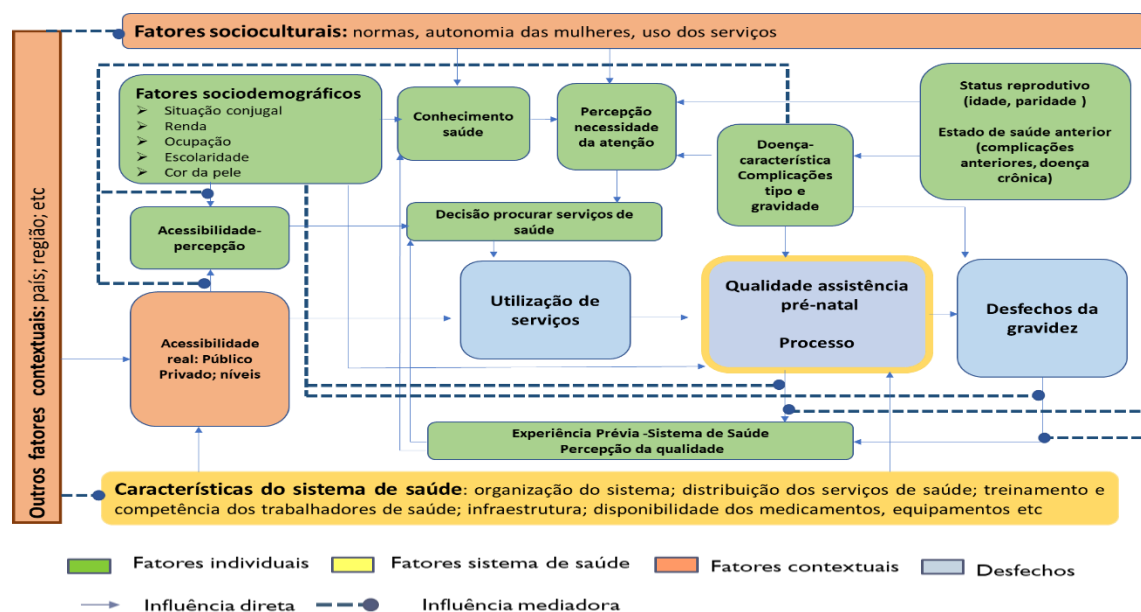 Fatores socioculturais: normas, autonomia das mulheres, uso dos serviços
Outros fatores contextuais; país; região; etc
Fatores sociodemográficos
Situação conjugal
Renda
Ocupação
Escolaridade
Cor da pele
Conhecimento
saúde
Percepção
necessidade
da atenção
Doença-
característica
Complicações
tipo e
gravidade
Status reprodutivo
(idade, paridade )
Estado de saúde anterior
(complicações
anteriores, doença
crônica)
Acessibilidade-
percepção
Decisão procurar serviços de
saúde
Acessibilidade
real: Público
Privado; níveis
Utilização de
serviços
Qualidade assistência
pré-natal
Processo
Desfechos da
gravidez
Experiência Prévia -Sistema de Saúde
Percepção da qualidade
Características do sistema de saúde: organização do sistema; distribuição dos serviços de saúde; treinamento e
competência dos trabalhadores de saúde; infraestrutura; disponibilidade dos medicamentos, equipamentos etc
Fatores individuais
Fatores sistema de saúde
Fatores contextuais
Desfechos
Influência direta
Influência mediadora